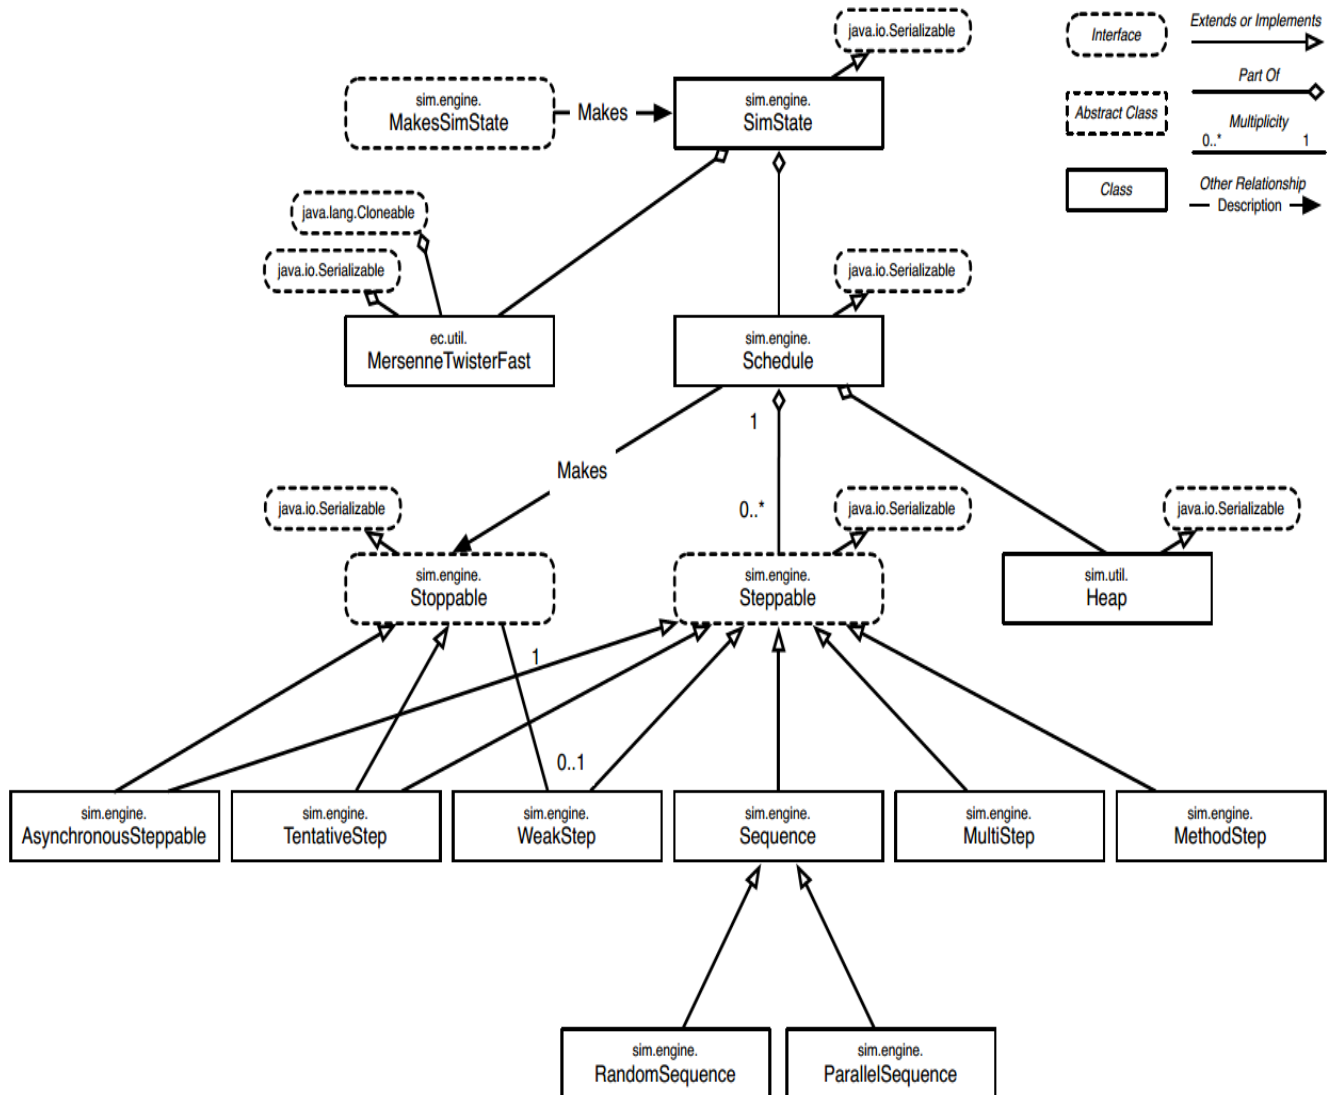 java.io.Serializable
Interface
Extends or Implements
sim.engine.
MakesSimState
Makes
sim.engine.
SimState
Part Of
Abstract Class
Multiplicity
0..*
1
Class
Other Relationship
Description
java.lang.Cloneable
java.io.Serializable
java.io.Serializable
ec.util.
MersenneTwisterFast
sim.engine.
Schedule
1
Makes
0..*
java.io.Serializable
java.io.Serializable
java.io.Serializable
sim.engine.
Stoppable
sim.engine.
Steppable
sim.util.
Heap
1
0..1
sim.engine.
AsynchronousSteppable
sim.engine.
TentativeStep
sim.engine.
WeakStep
sim.engine.
Sequence
sim.engine.
MultiStep
sim.engine.
MethodStep
sim.engine.
RandomSequence
sim.engine.
ParallelSequence